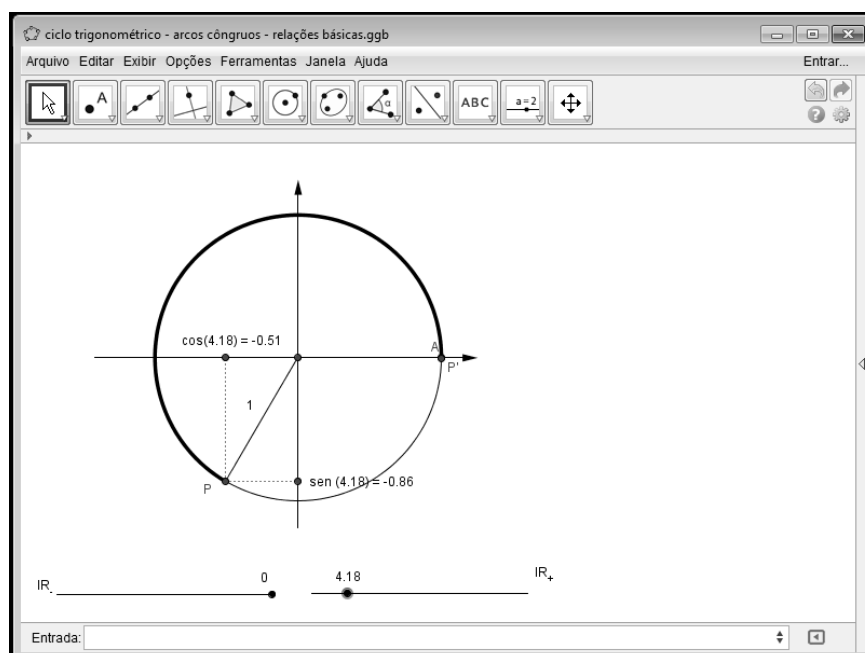 ciclo trigonométrico - arcos côngruos - relações básicas.ggb
Arquivo Editar Exibir Opções Ferramentas Janela Ajuda Entrar...
A α ABC a=2
cos(4.18) = -0.51
A
P'
1
P
sen (4.18) = -0.86
IR- 0 4.18 IR+
Entrada: